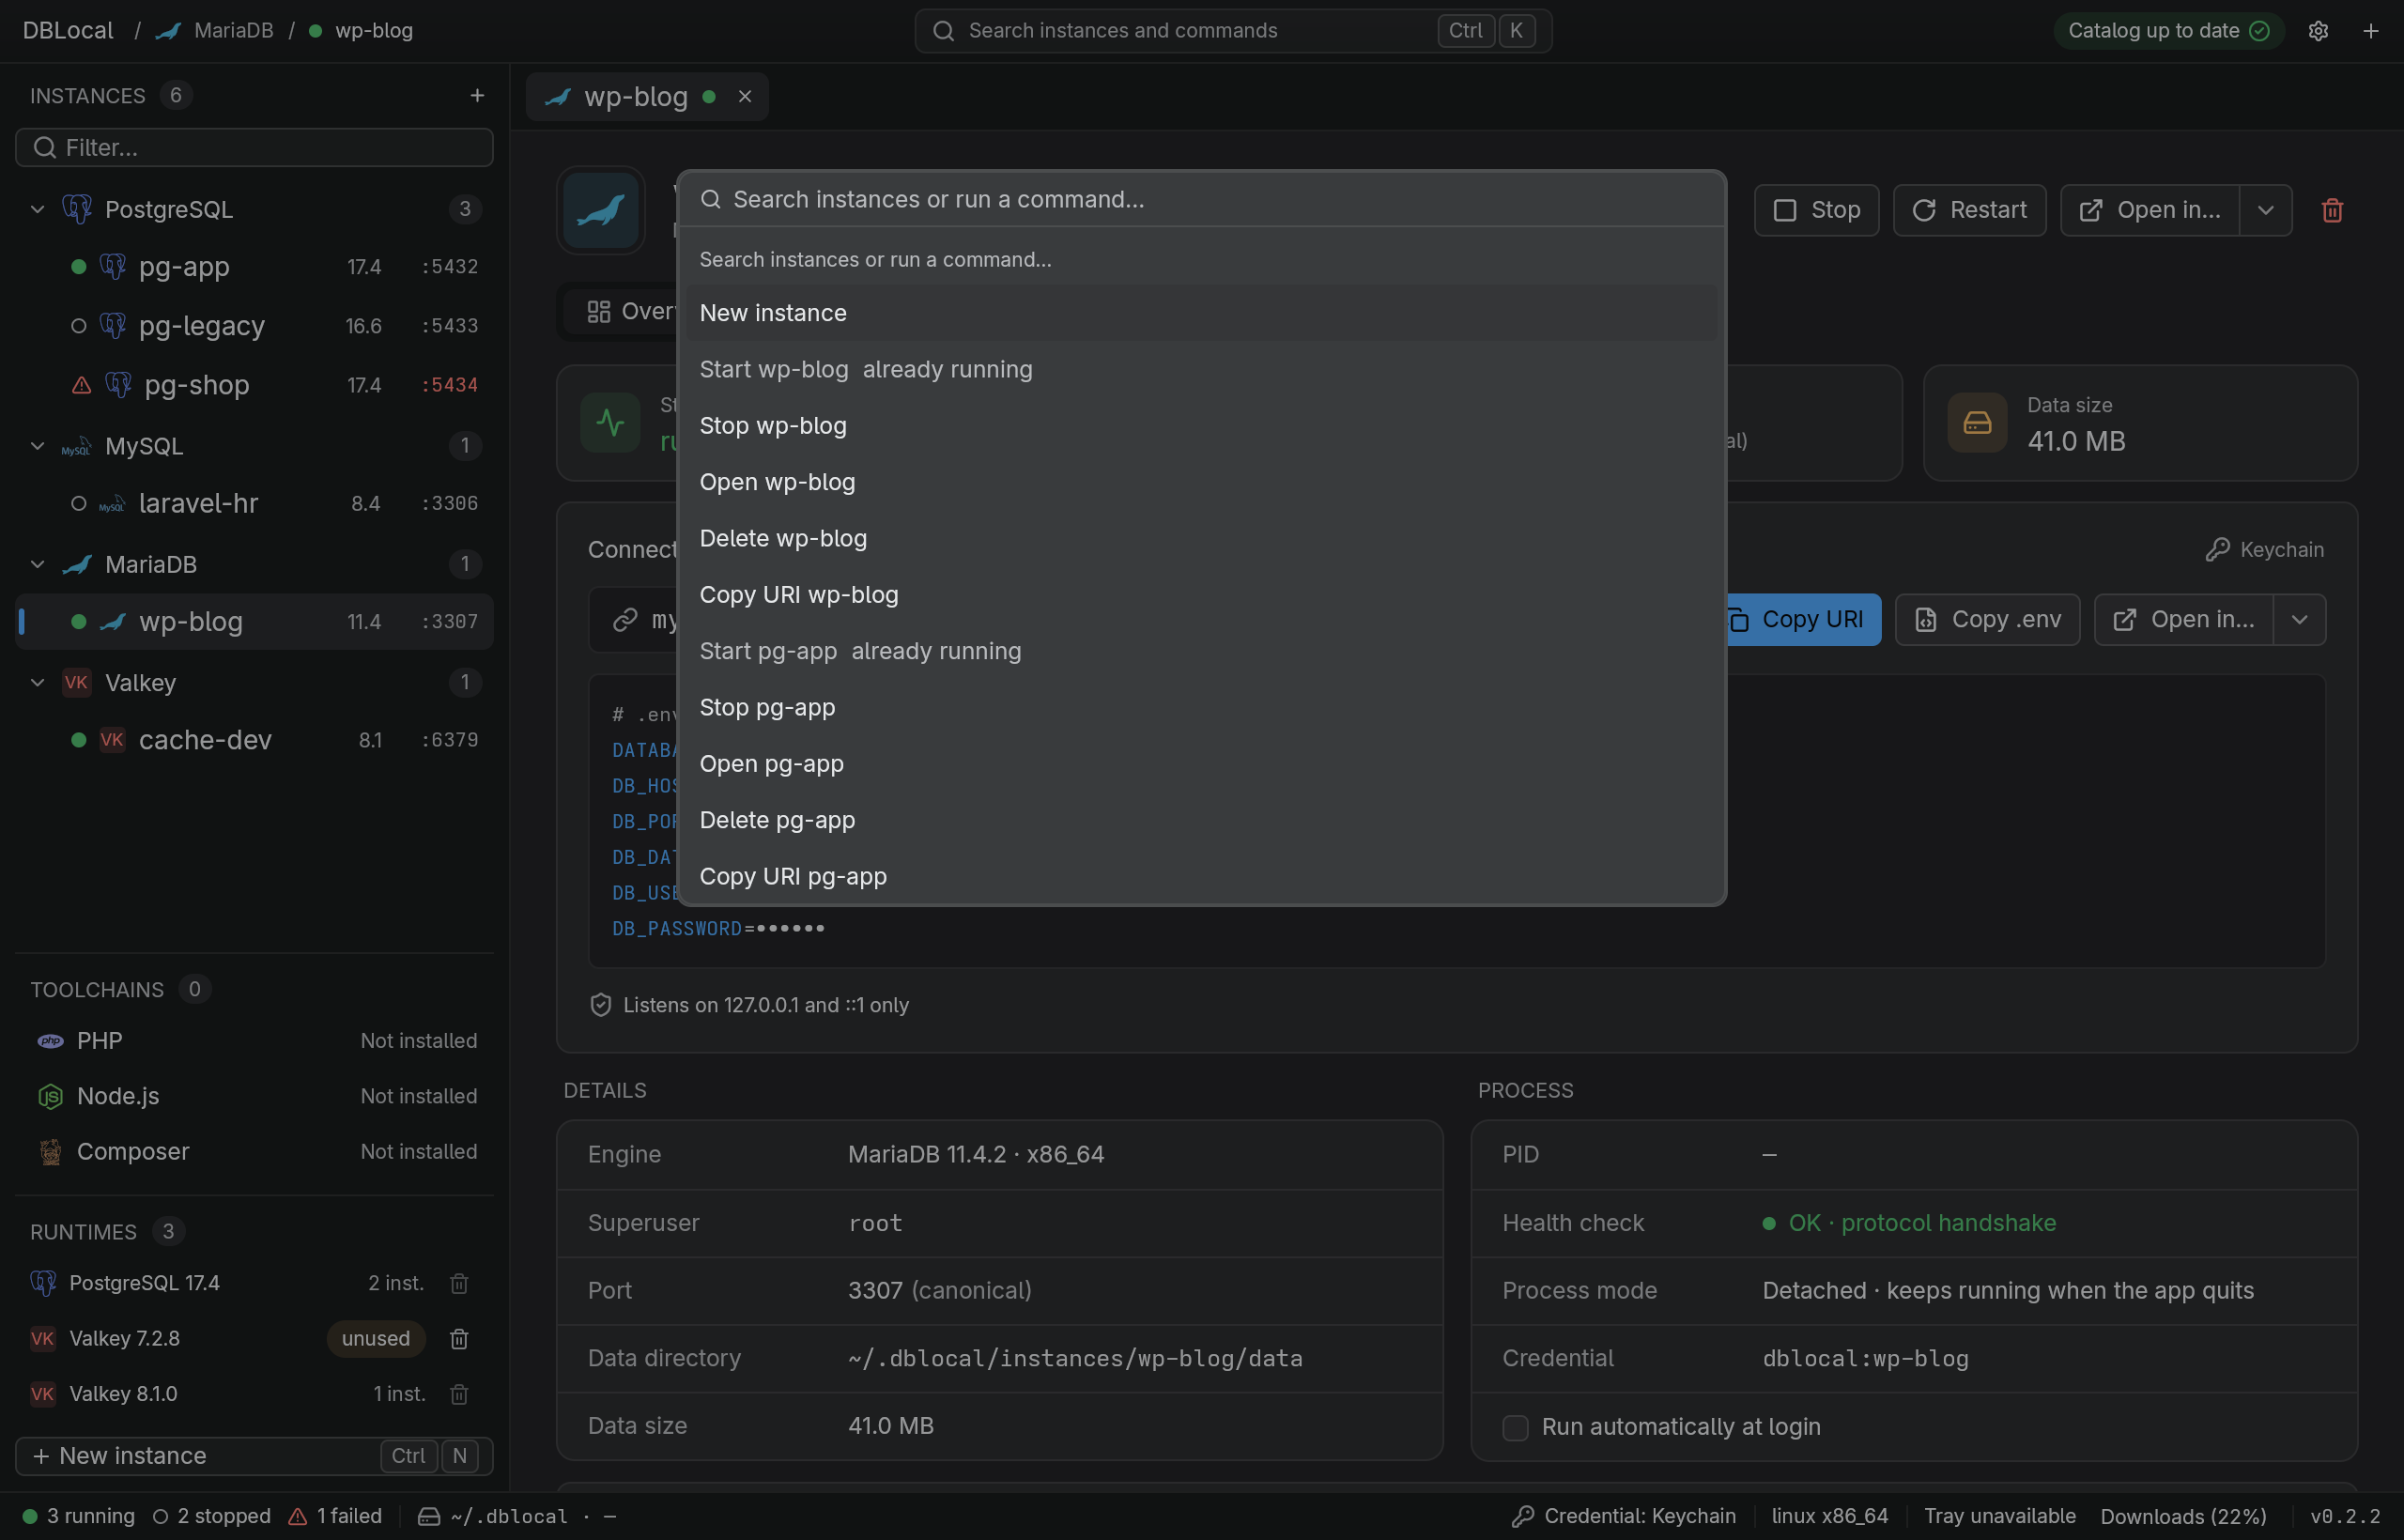 DBLocal / MariaDB / wp-blog
Search instances and commands Ctrl K
Catalog up to date
INSTANCES 6
Filter...
PostgreSQL 3
pg-app 17.4 :5432
pg-legacy 16.6 :5433
pg-shop 17.4 :5434
MySQL 1
laravel-hr 8.4 :3306
MariaDB 1
wp-blog 11.4 :3307
Valkey 1
VK cache-dev 8.1 :6379
TOOLCHAINS 0
PHP Not installed
Node.js Not installed
Composer Not installed
RUNTIMES 3
PostgreSQL 17.4 2 inst.
VK Valkey 7.2.8 unused
VK Valkey 8.1.0 1 inst.
+ New instance Ctrl N
wp-blog
Stop Restart Open in...
Search instances or run a command...
Search instances or run a command...
New instance
Start wp-blog already running
Stop wp-blog
Open wp-blog
Delete wp-blog
Copy URI wp-blog
Start pg-app already running
Stop pg-app
Open pg-app
Delete pg-app
Copy URI pg-app
Data size
41.0 MB
Keychain
Copy URI Copy .env Open in...
DB_PASSWORD=••••••
Listens on 127.0.0.1 and ::1 only
DETAILS
Engine MariaDB 11.4.2 · x86_64
Superuser root
Port 3307 (canonical)
Data directory ~/.dblocal/instances/wp-blog/data
Data size 41.0 MB
PROCESS
PID —
Health check OK · protocol handshake
Process mode Detached · keeps running when the app quits
Credential dblocal:wp-blog
Run automatically at login
3 running 2 stopped 1 failed ~/.dblocal · —
Credential: Keychain linux x86_64 Tray unavailable Downloads (22%) v0.2.2